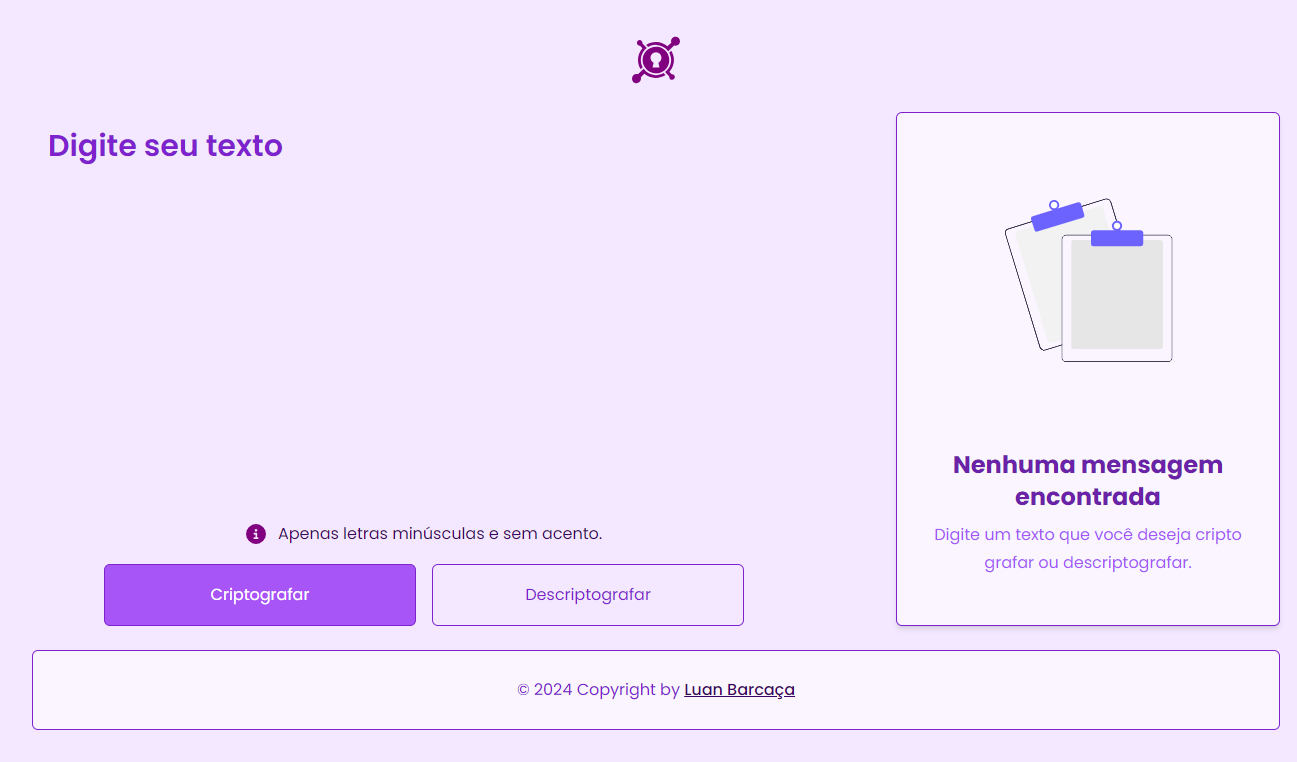 Digite seu texto
Apenas letras minúsculas e sem acento.
Criptografar
Descriptografar
Nenhuma mensagem
encontrada
Digite um texto que você deseja cripto
grafar ou descriptografar.
© 2024 Copyright by Luan Barcaça